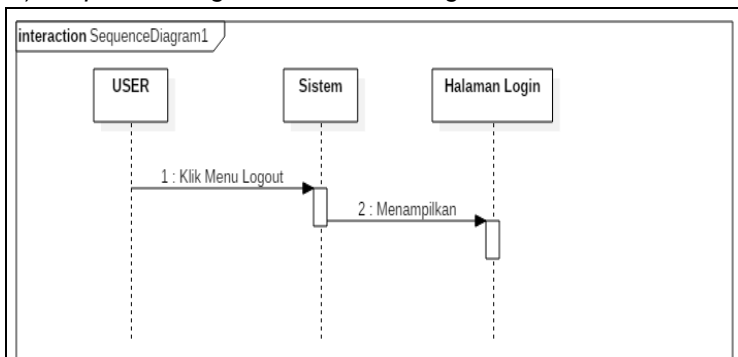 interaction SequenceDiagram1
USER
Sistem
Halaman Login
1 : Klik Menu Logout
2 : Menampilkan